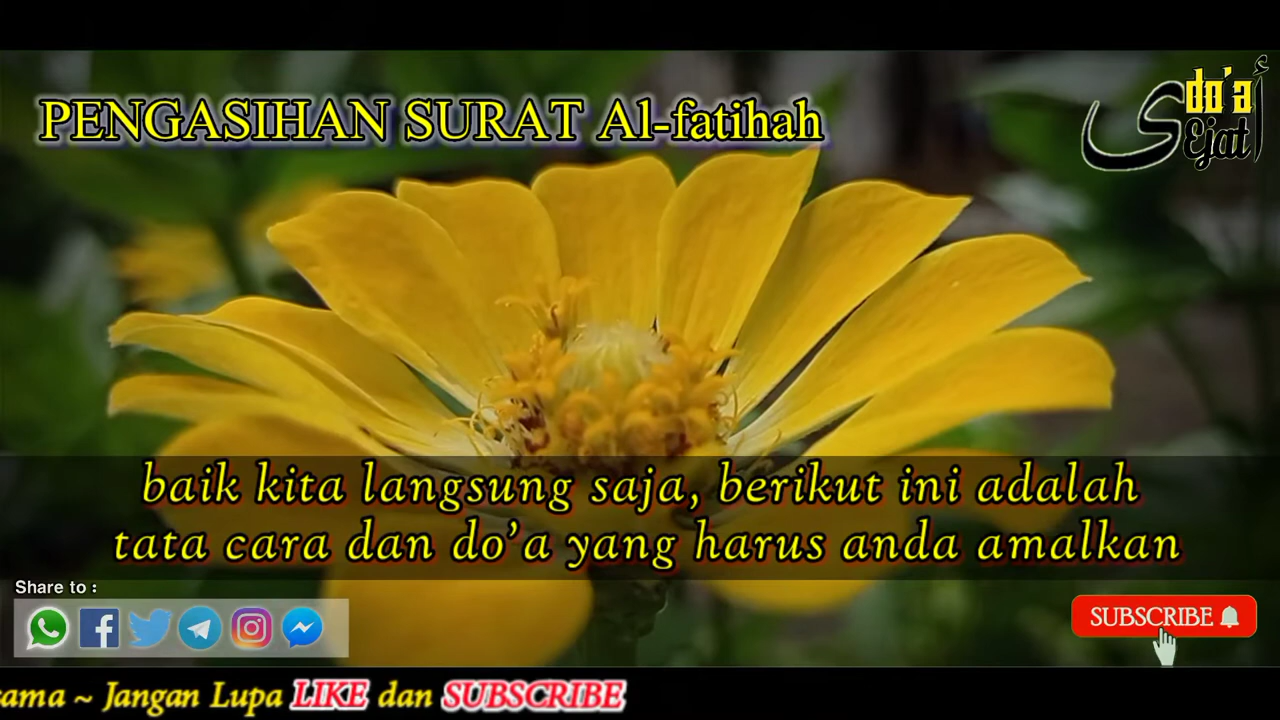 PENGASIHAN SURAT Al-fatihah
do'a
Ejat
أ
ى
baik kita langsung saja, berikut ini adalah
tata cara dan do'a yang harus anda amalkan
Share to :
SUBSCRIBE
ama ~ Jangan Lupa LIKE dan SUBSCRIBE